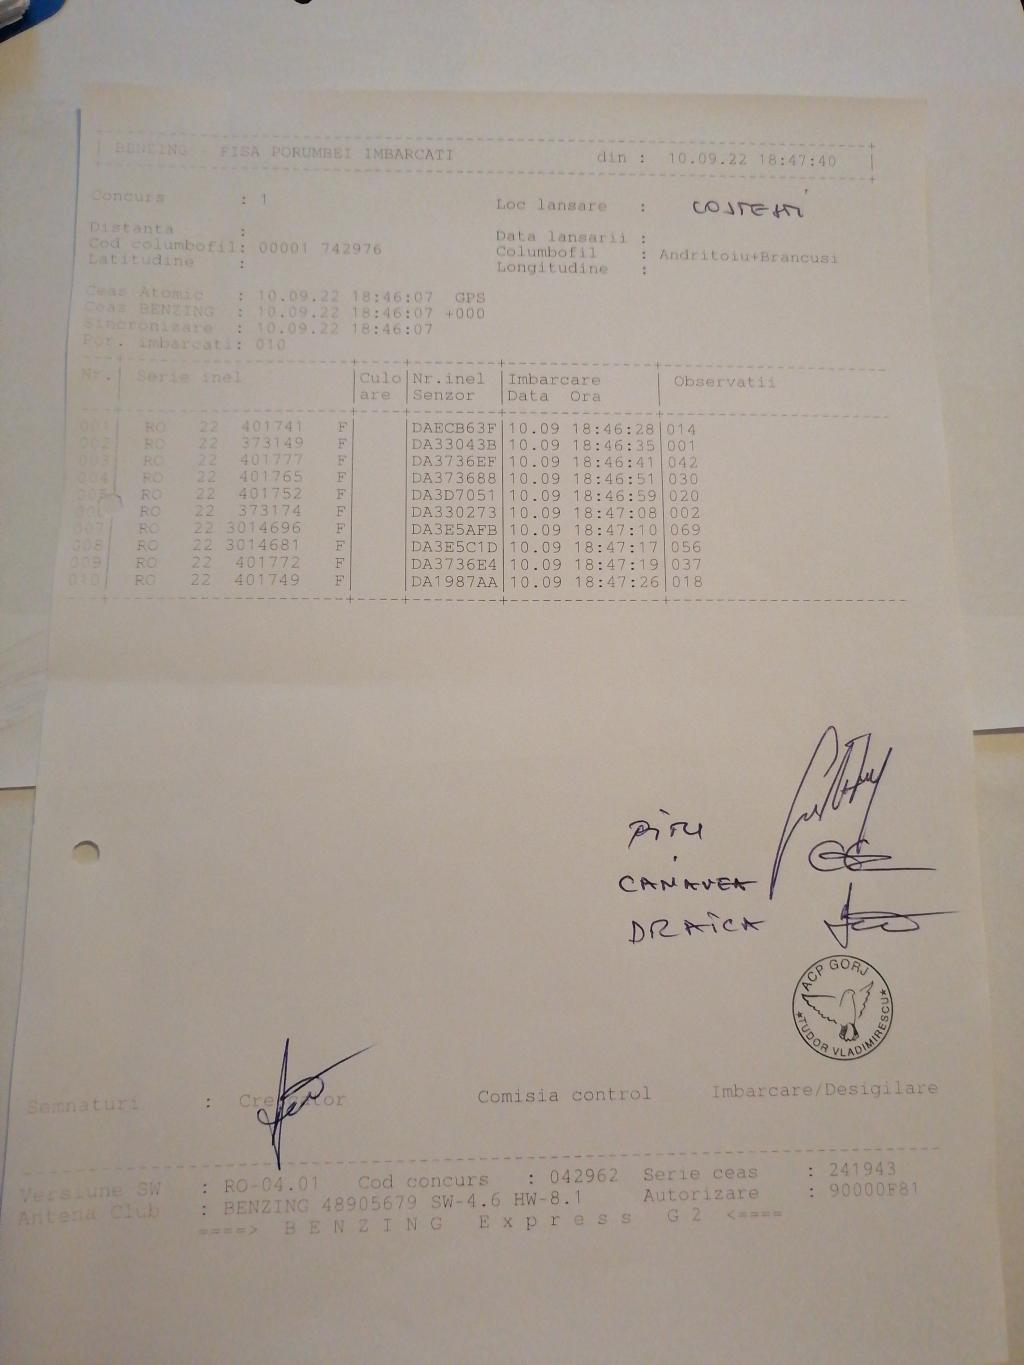 BENZING - FISA PORUMBEI IMBARCATI din : 10.09.22 18:47:40
Concurs : 1 Loc lansare : COSTESTI
Distanta : Data lansarii :
Cod columbofil: 00001 742976 Columbofil : Andritoiu+Brancusi
Latitudine : Longitudine :
Ceas Atomic : 10.09.22 18:46:07 GPS
Ceas BENZING : 10.09.22 18:46:07 +000
Sincronizare : 10.09.22 18:46:07
Por. imbarcati: 010
Nr. Serie inel Culo Nr.inel Imbarcare Observatii
are Senzor Data Ora
001 RO 22 401741 F DAECB63F 10.09 18:46:28 014
002 RO 22 373149 F DA33043B 10.09 18:46:35 001
003 RO 22 401777 F DA3736EF 10.09 18:46:41 042
004 RO 22 401765 F DA373688 10.09 18:46:51 030
005 RO 22 401752 F DA3D7051 10.09 18:46:59 020
006 RO 22 373174 F DA330273 10.09 18:47:08 002
007 RO 22 3014696 F DA3E5AFB 10.09 18:47:10 069
008 RO 22 3014681 F DA3E5C1D 10.09 18:47:17 056
009 RO 22 401772 F DA3736E4 10.09 18:47:19 037
010 RO 22 401749 F DA1987AA 10.09 18:47:26 018
PITU
CANAVEA
DRAICA
ACP GORJ
*TUDOR VLADIMIRESCU*
Semnaturi : Crescator Comisia control Imbarcare/Desigilare
Versiune SW : RO-04.01 Cod concurs : 042962 Serie ceas : 241943
Antena Club : BENZING 48905679 SW-4.6 HW-8.1 Autorizare : 90000F81
====> BENZING Express G2 <====